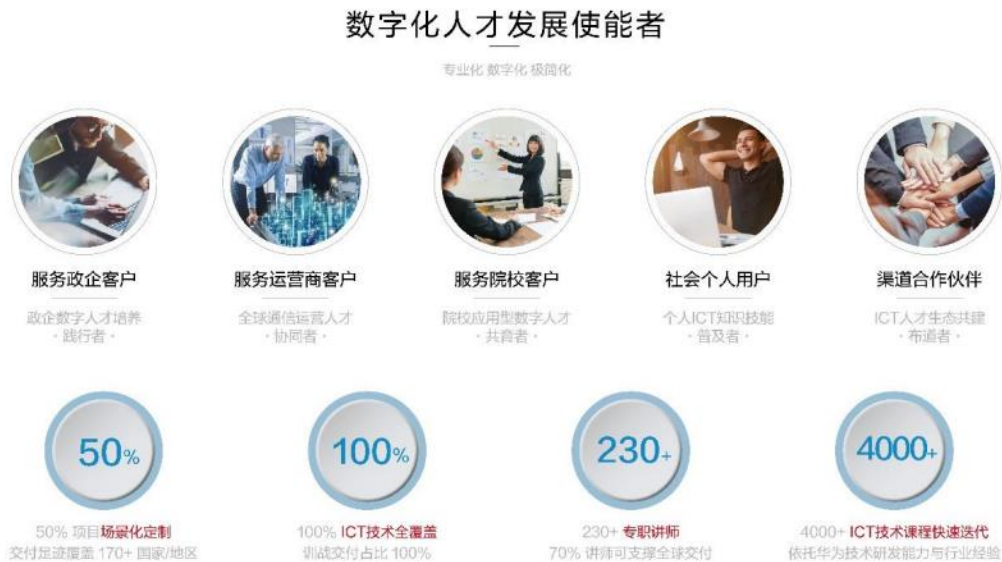 数字化人才发展使能者
专业化 数字化 极简化
服务政企客户
政企数字人才培养
·践行者·
服务运营商客户
全球通信运营人才
·协同者·
服务院校客户
院校应用型数字人才
·共育者·
社会个人用户
个人ICT知识技能
·普及者·
渠道合作伙伴
ICT人才生态共建
·布道者·
50%
50% 项目场景化定制
交付足迹覆盖 170+ 国家/地区
100%
100% ICT技术全覆盖
训战交付占比 100%
230+
230+ 专职讲师
70% 讲师可支撑全球交付
4000+
4000+ ICT技术课程快速迭代
依托华为技术研发能力与行业经验